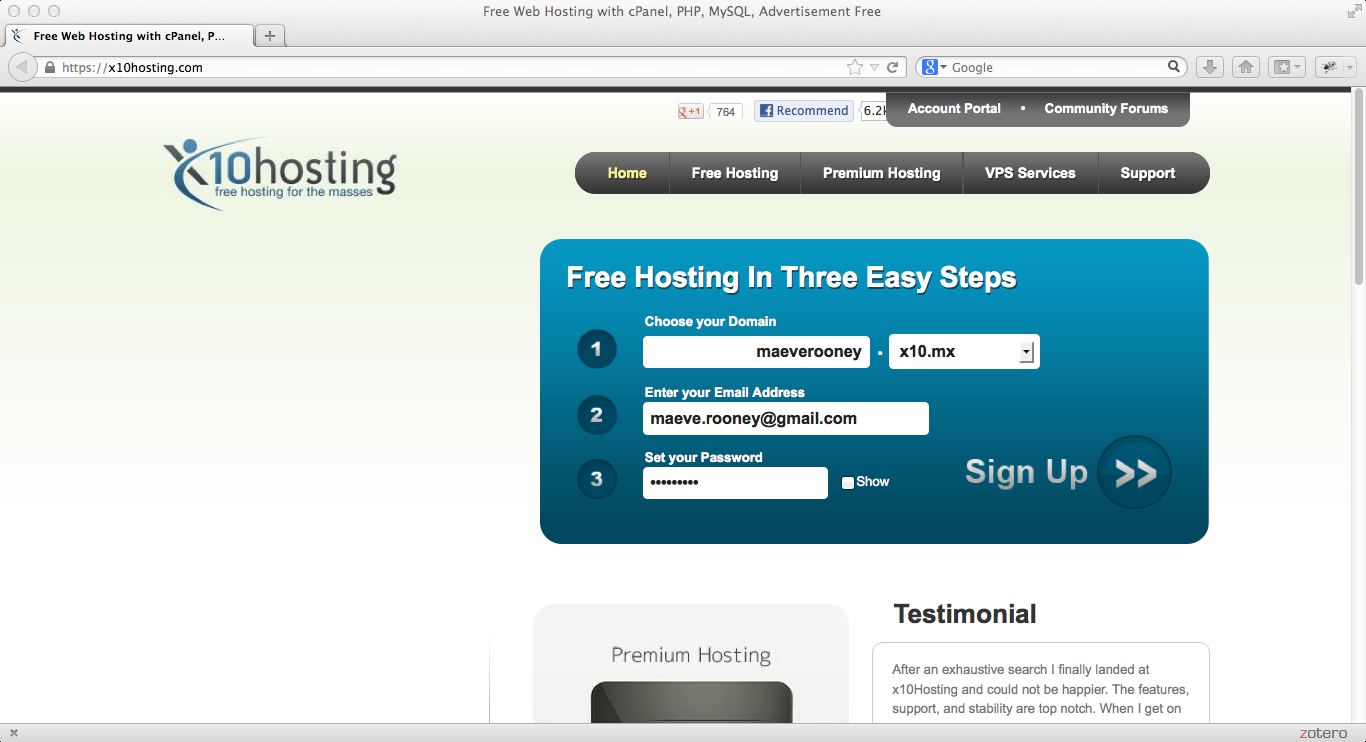 Free Web Hosting with cPanel, PHP, MySQL, Advertisement Free
Free Web Hosting with cPanel, P...
https://x10hosting.com
Google
+1 764 Recommend 6.2k
Account Portal • Community Forums
x10hosting
free hosting for the masses
Home Free Hosting Premium Hosting VPS Services Support
Free Hosting In Three Easy Steps
Choose your Domain
1 maeverooney . x10.mx
Enter your Email Address
2 maeve.rooney@gmail.com
Set your Password
3 ••••••••• Show
Sign Up >>
Testimonial
Premium Hosting
After an exhaustive search I finally landed at
x10Hosting and could not be happier. The features,
support, and stability are top notch. When I get on
zotero